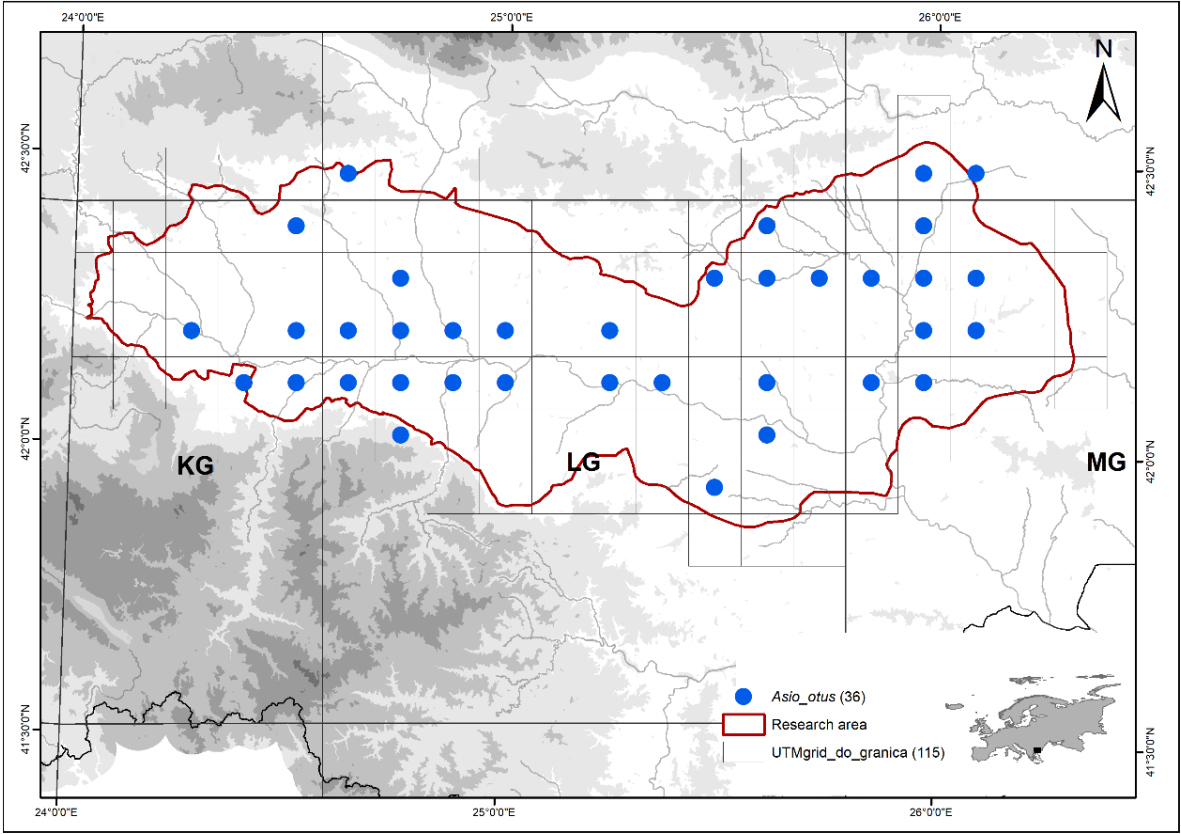 24°0'0"E 25°0'0"E 26°0'0"E
N
42°30'0"N 42°30'0"N
42°0'0"N 42°0'0"N
KG LG MG
41°30'0"N 41°30'0"N
Asio_otus (36)
Research area
UTMgrid_do_granica (115)
24°0'0"E 25°0'0"E 26°0'0"E